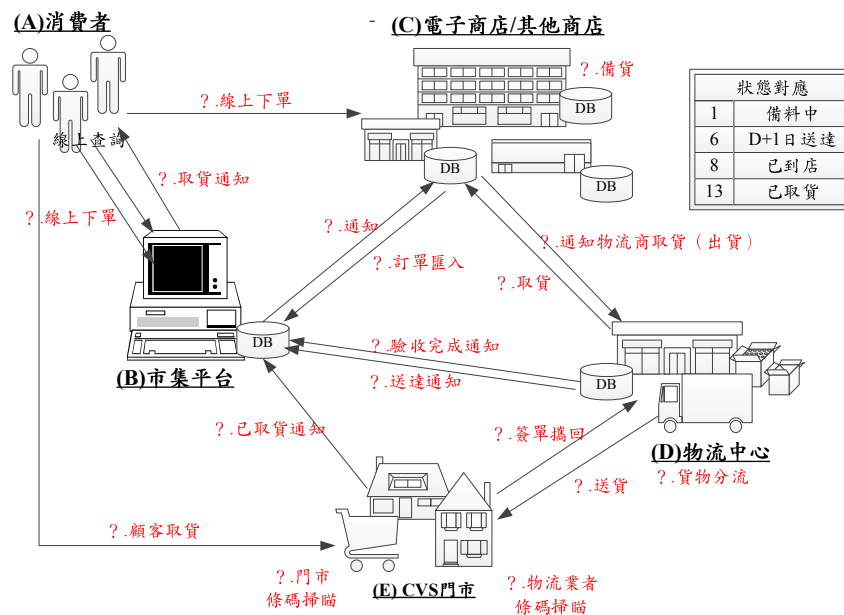 (A)消費者
(C)電子商店/其他商店
?.備貨
DB
狀態對應
1 備料中
6 D+1日送達
8 已到店
13 已取貨
?.線上下單
線上查詢
DB
DB
?.取貨通知
?.線上下單
?.通知
?.通知物流商取貨（出貨）
?.訂單匯入
?.取貨
DB
?.驗收完成通知
(B)市集平台
?.送達通知
DB
?.已取貨通知
?.簽單攜回
(D)物流中心
?.送貨
?.貨物分流
?.顧客取貨
?.門市
條碼掃瞄
(E) CVS門市
?.物流業者
條碼掃瞄